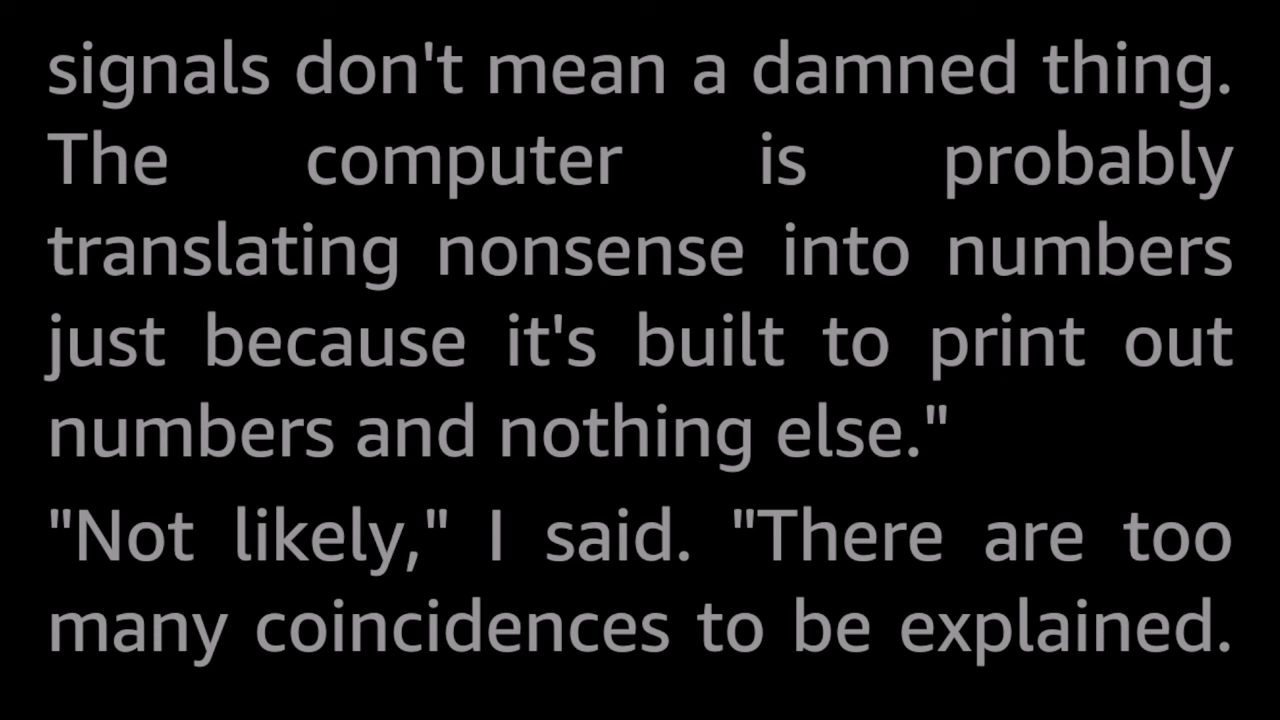 signals don't mean a damned thing.
The computer is probably
translating nonsense into numbers
just because it's built to print out
numbers and nothing else."
"Not likely," I said. "There are too
many coincidences to be explained.